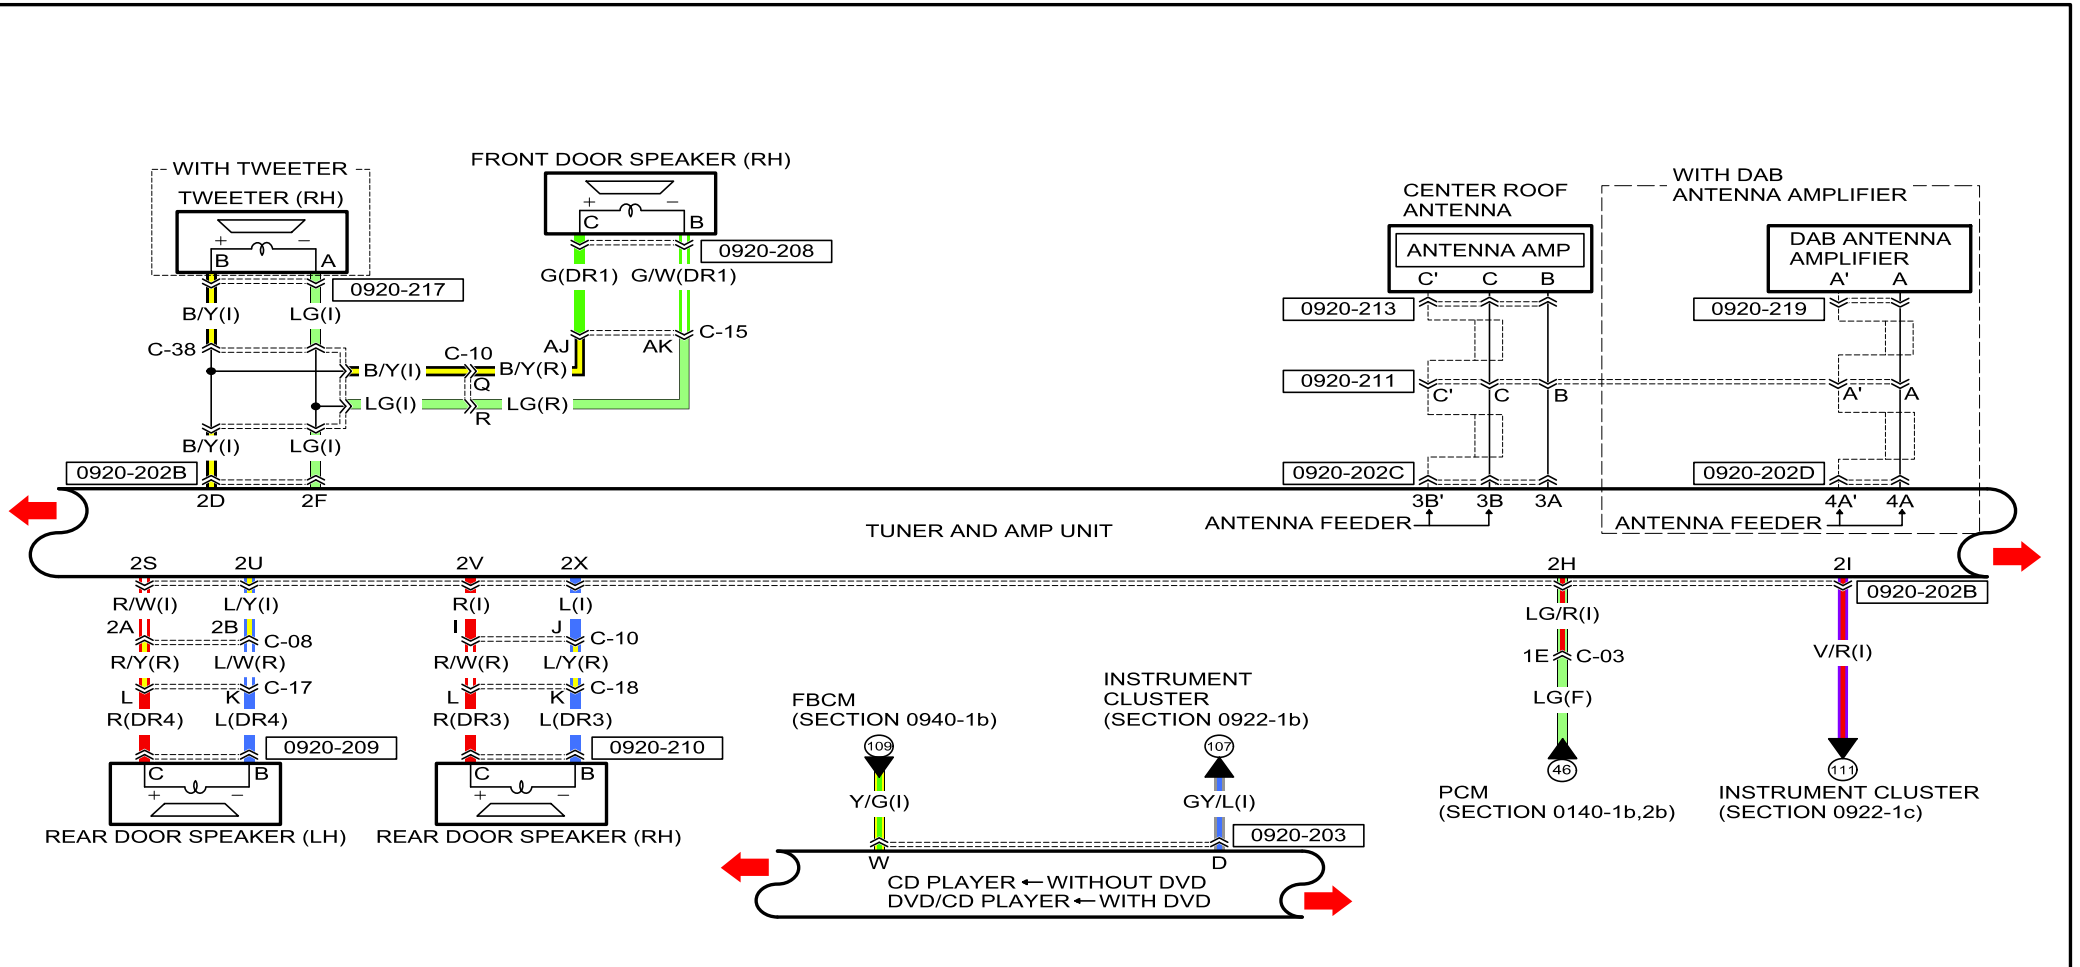 WITH TWEETER
TWEETER (RH)
+ −
B A
0920-217
B/Y(I) LG(I)
C-38
B/Y(I) LG(I)
0920-202B
2D 2F
FRONT DOOR SPEAKER (RH)
+ −
C B
0920-208
G(DR1) G/W(DR1)
C-15
AJ AK
C-10
B/Y(I) B/Y(R)
Q
LG(I) LG(R)
R
CENTER ROOF
ANTENNA
ANTENNA AMP
C' C B
0920-213
0920-211
C' C B
0920-202C
3B' 3B 3A
ANTENNA FEEDER
WITH DAB
ANTENNA AMPLIFIER
DAB ANTENNA
AMPLIFIER
A' A
0920-219
A' A
0920-202D
4A' 4A
ANTENNA FEEDER
TUNER AND AMP UNIT
2S 2U 2V 2X 2H 2I
0920-202B
R/W(I) L/Y(I)
2A 2B C-08
R/Y(R) L/W(R)
L K C-17
R(DR4) L(DR4)
0920-209
C B
+ −
REAR DOOR SPEAKER (LH)
R(I) L(I)
I J C-10
R/W(R) L/Y(R)
L K C-18
R(DR3) L(DR3)
0920-210
C B
+ −
REAR DOOR SPEAKER (RH)
FBCM
(SECTION 0940-1b)
109
Y/G(I)
W
INSTRUMENT
CLUSTER
(SECTION 0922-1b)
107
GY/L(I)
0920-203
D
CD PLAYER ← WITHOUT DVD
DVD/CD PLAYER ← WITH DVD
LG/R(I)
1E C-03
LG(F)
46
PCM
(SECTION 0140-1b,2b)
V/R(I)
111
INSTRUMENT CLUSTER
(SECTION 0922-1c)